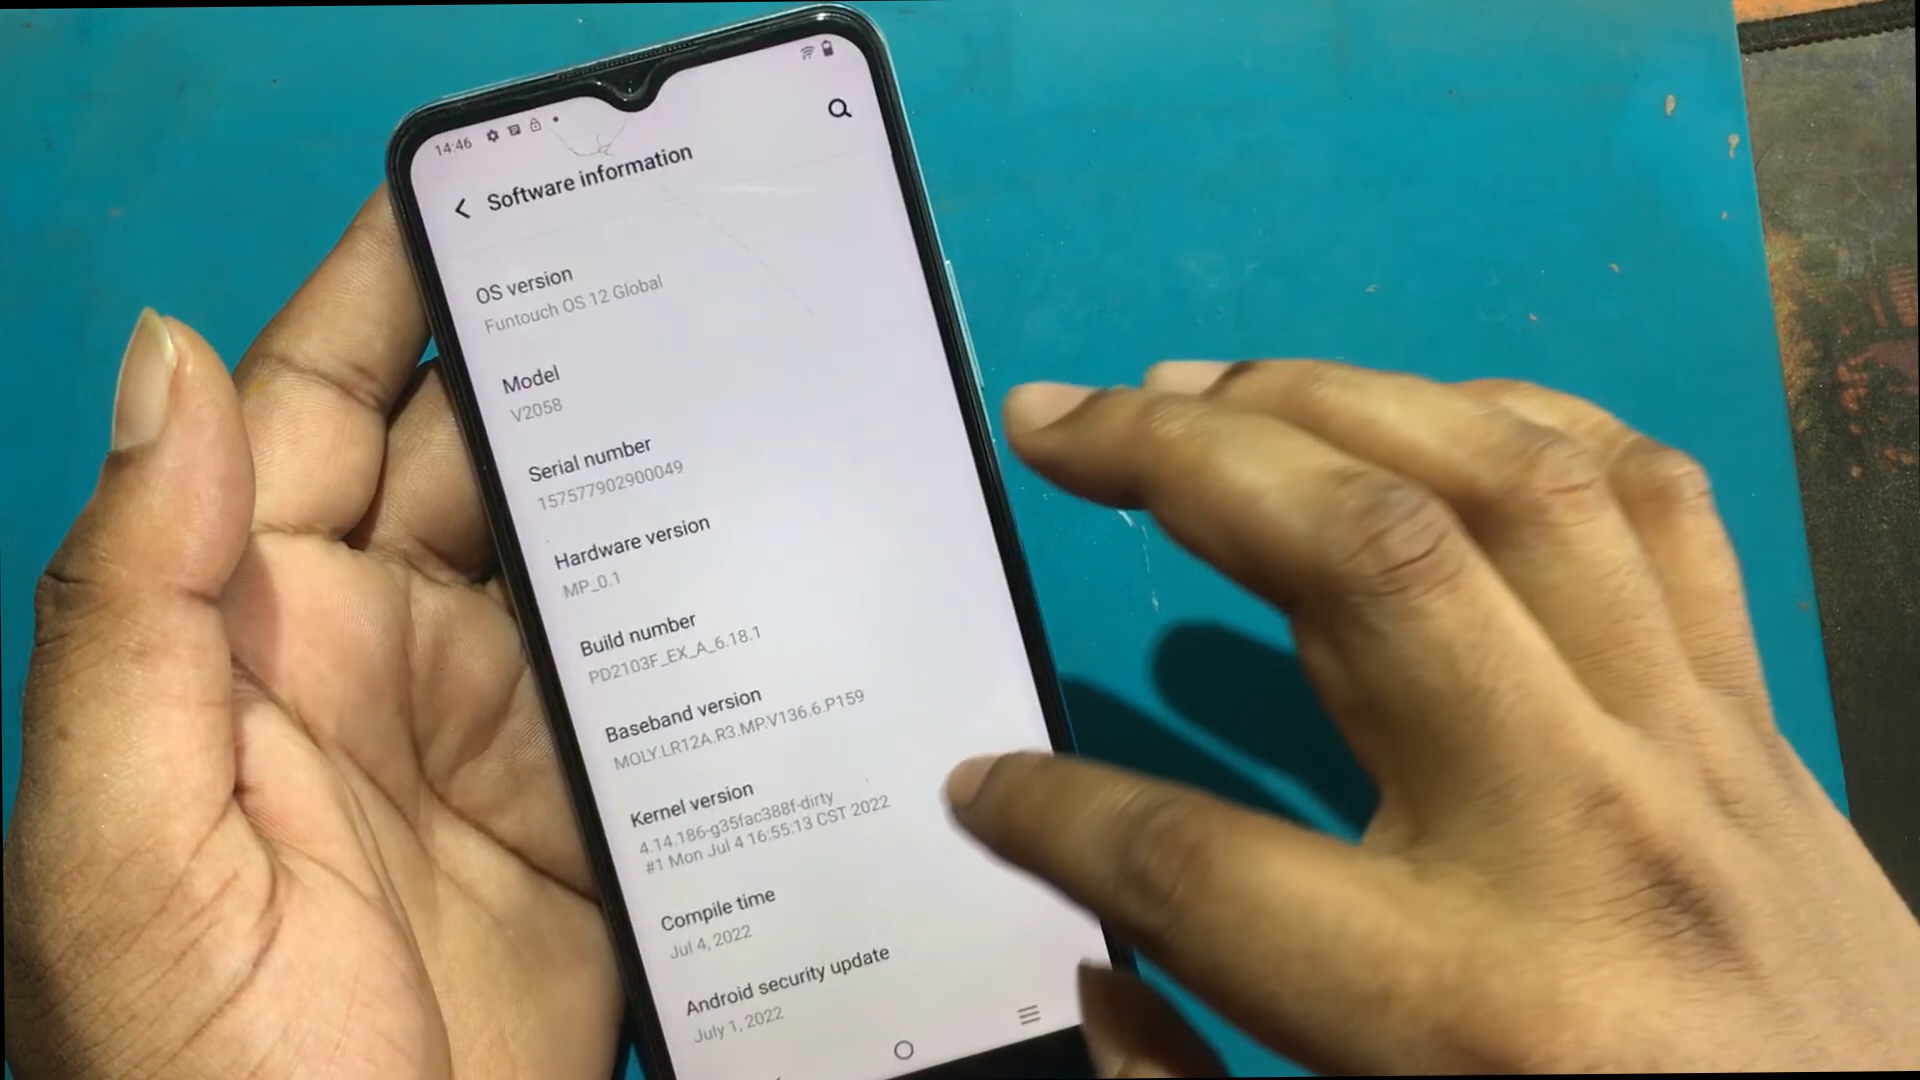 14:46
Software information
OS version
Funtouch OS 12 Global
Model
V2058
Serial number
157577902900049
Hardware version
MP_0.1
Build number
PD2103F_EX_A_6.18.1
Baseband version
MOLY.LR12A.R3.MP.V136.6.P159
Kernel version
4.14.186-g35fac388f-dirty
#1 Mon Jul 4 16:55:13 CST 2022
Compile time
Jul 4, 2022
Android security update
July 1, 2022